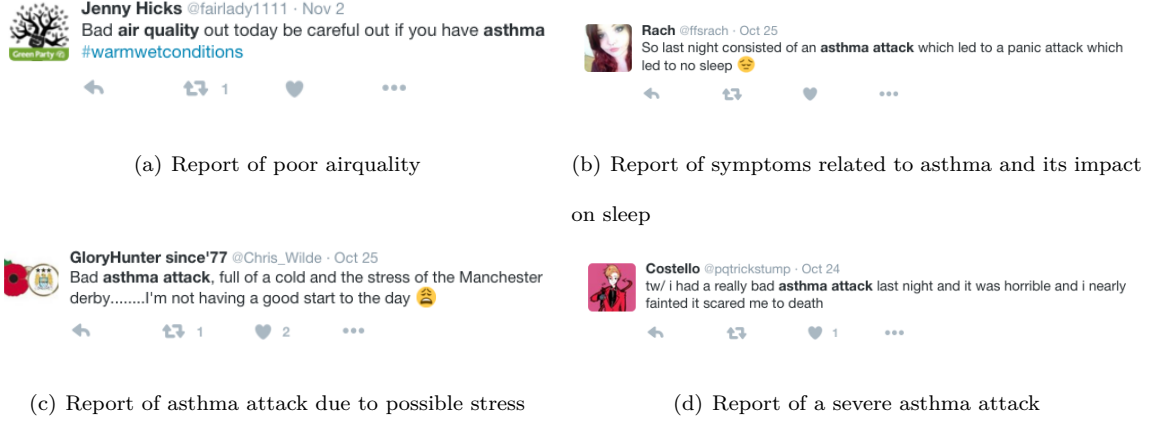 Jenny Hicks @fairlady1111 · Nov 2
Bad air quality out today be careful out if you have asthma
#warmwetconditions
Green Party
1
(a) Report of poor airquality
Rach @ffsrach · Oct 25
So last night consisted of an asthma attack which led to a panic attack which
led to no sleep 😔
(b) Report of symptoms related to asthma and its impact
on sleep
GloryHunter since'77 @Chris_Wilde · Oct 25
Bad asthma attack, full of a cold and the stress of the Manchester
derby........I'm not having a good start to the day 😩
1 2
(c) Report of asthma attack due to possible stress
Costello @pqtrickstump · Oct 24
tw/ i had a really bad asthma attack last night and it was horrible and i nearly
fainted it scared me to death
1
(d) Report of a severe asthma attack